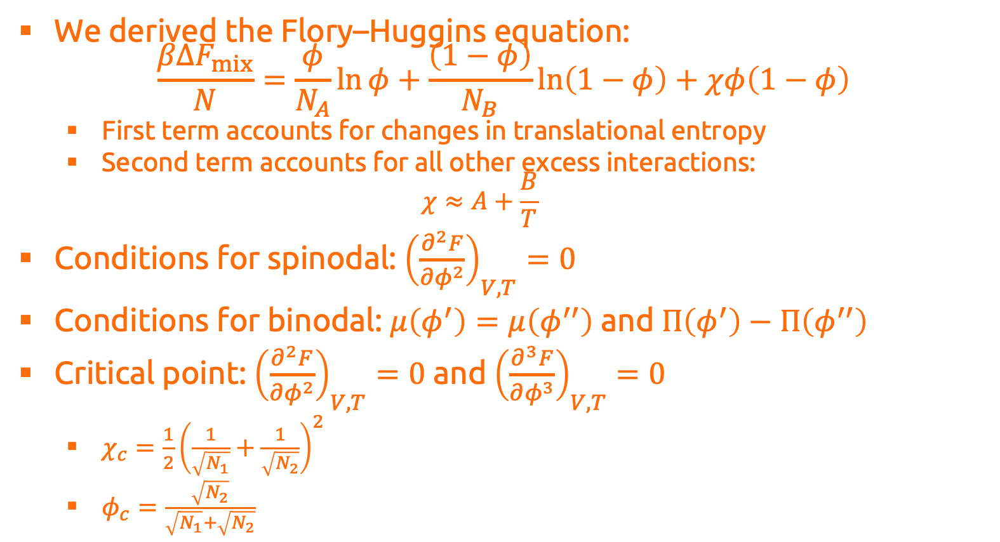 ▪ We derived the Flory–Huggins equation:
$\frac{\beta \Delta F_{\text{mix}}}{N} = \frac{\phi}{N_A} \ln \phi + \frac{(1 - \phi)}{N_B} \ln(1 - \phi) + \chi \phi (1 - \phi)$
▪ First term accounts for changes in translational entropy
▪ Second term accounts for all other excess interactions:
$\chi \approx A + \frac{B}{T}$
▪ Conditions for spinodal: $\left( \frac{\partial^2 F}{\partial \phi^2} \right)_{V,T} = 0$
▪ Conditions for binodal: $\mu(\phi') = \mu(\phi'')$ and $\Pi(\phi') - \Pi(\phi'')$
▪ Critical point: $\left( \frac{\partial^2 F}{\partial \phi^2} \right)_{V,T} = 0$ and $\left( \frac{\partial^3 F}{\partial \phi^3} \right)_{V,T} = 0$
▪ $\chi_c = \frac{1}{2} \left( \frac{1}{\sqrt{N_1}} + \frac{1}{\sqrt{N_2}} \right)^2$
▪ $\phi_c = \frac{\sqrt{N_2}}{\sqrt{N_1} + \sqrt{N_2}}$